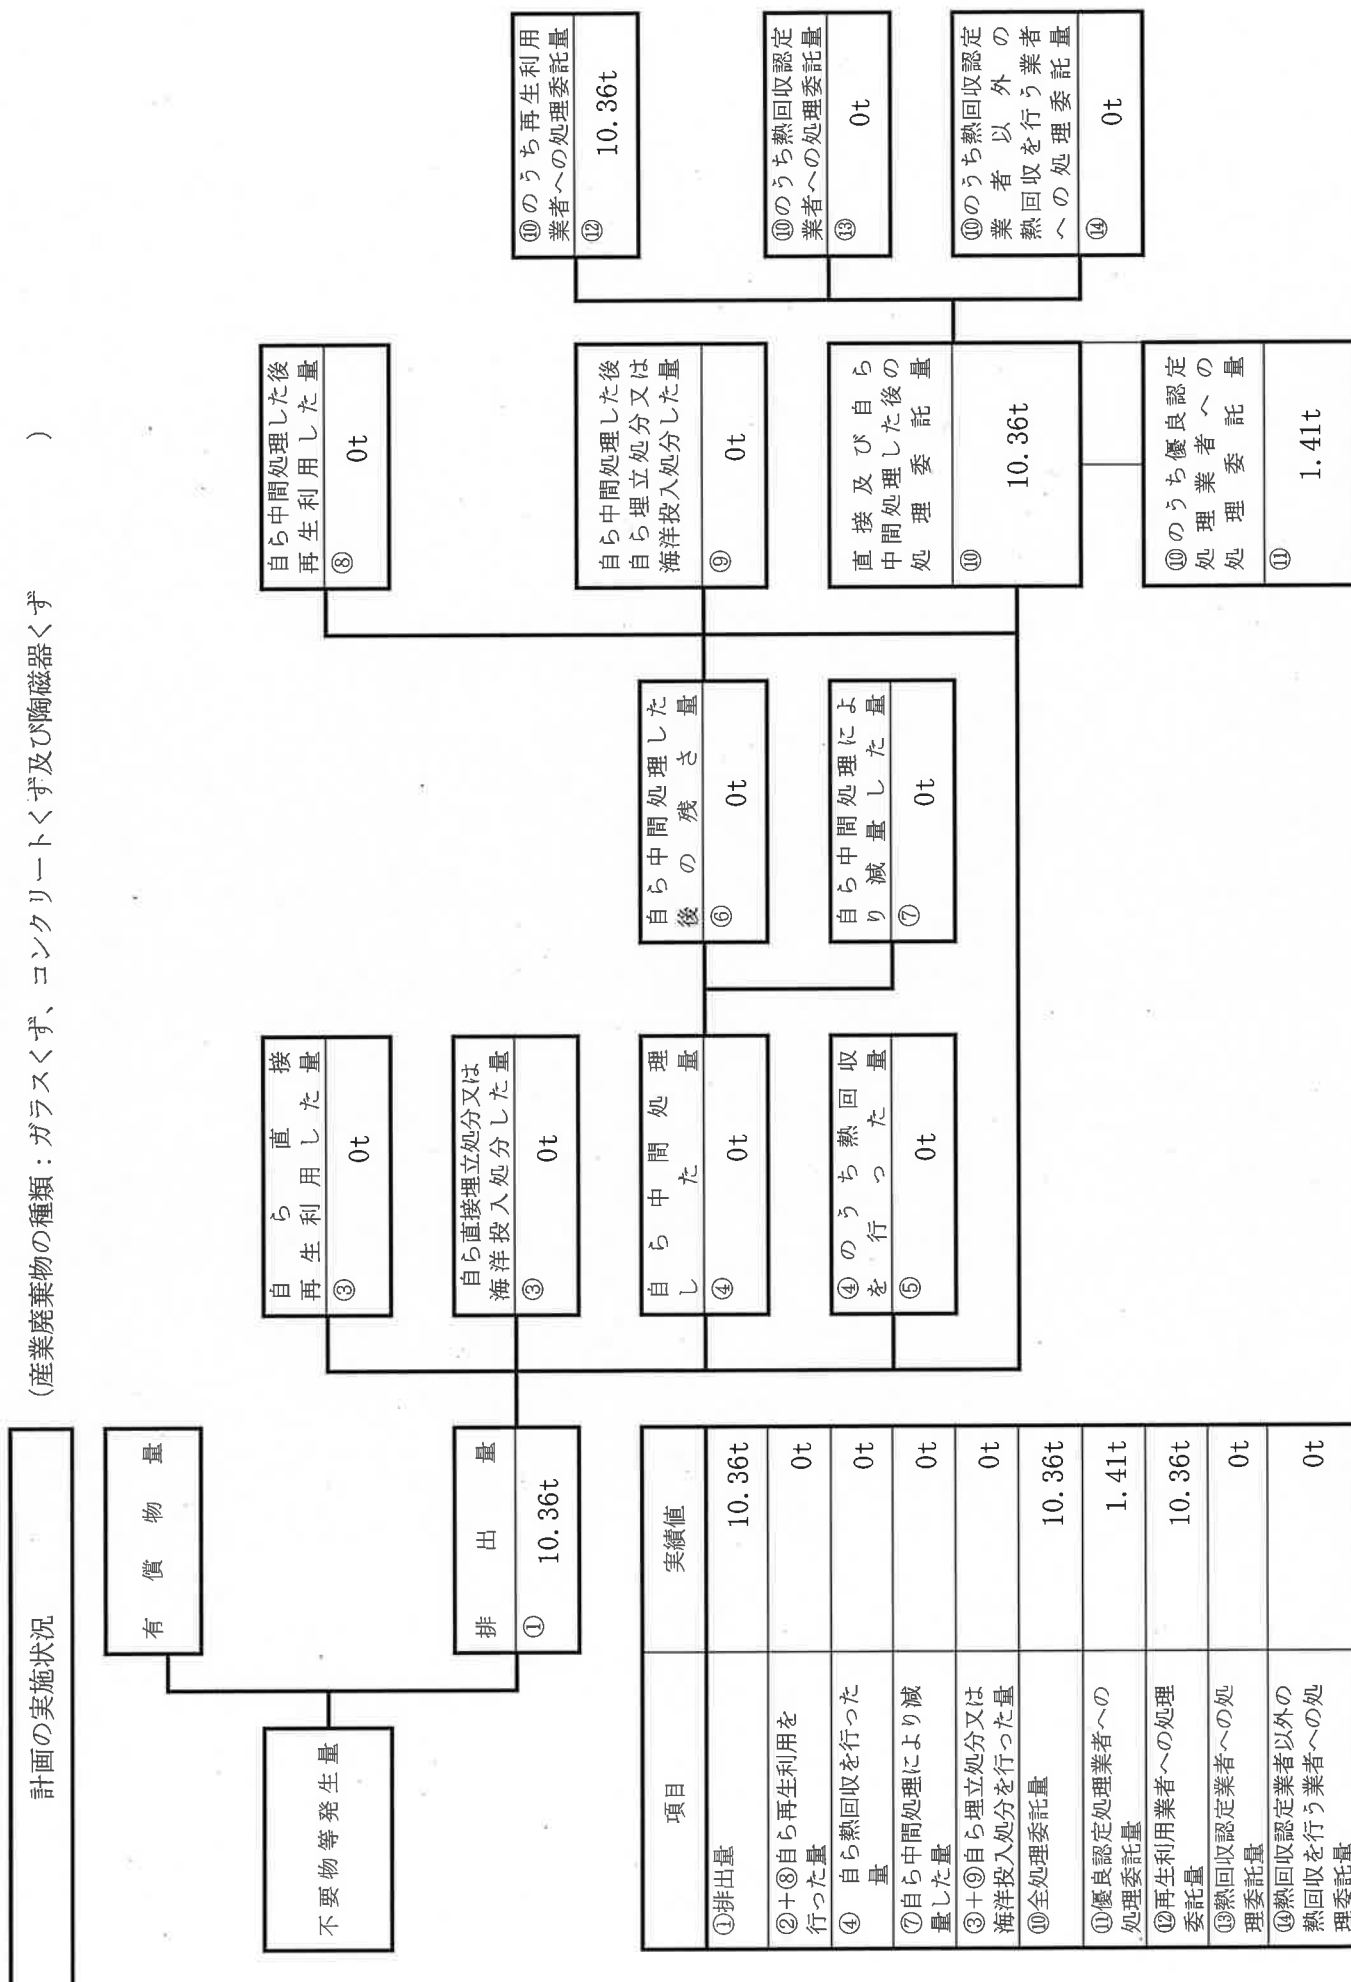 計画の実施状況
(産業廃棄物の種類：ガラスくず、コンクリートくず及び陶磁器くず )
不要物等発生量
有償物量
排出量
① 10.36t
自ら直接
再生利用した量
③ 0t
自ら直接埋立処分又は
海洋投入処分した量
③ 0t
自ら中間処理
した量
④ 0t
④のうち熱回収
を行った量
⑤ 0t
自ら中間処理した
後の残さ量
⑥ 0t
自ら中間処理によ
り減量した量
⑦ 0t
自ら中間処理した後
再生利用した量
⑧ 0t
自ら中間処理した後
自ら埋立処分又は
海洋投入処分した量
⑨ 0t
直接及び自ら
中間処理した後の
処理委託量
⑩ 10.36t
⑩のうち優良認定
処理業者への
処理委託量
⑪ 1.41t
⑩のうち再生利用
業者への処理委託量
⑫ 10.36t
⑩のうち熱回収認定
業者への処理委託量
⑬ 0t
⑩のうち熱回収認定
業者以外の
熱回収を行う業者
への処理委託量
⑭ 0t
項目 実績値
①排出量 10.36t
②＋⑧自ら再生利用を
行った量 0t
④ 自ら熱回収を行った
量 0t
⑦自ら中間処理により減
量した量 0t
③＋⑨自ら埋立処分又は
海洋投入処分を行った量 0t
⑩全処理委託量 10.36t
⑪優良認定処理業者への
処理委託量 1.41t
⑫再生利用業者への処理
委託量 10.36t
⑬熱回収認定業者への処
理委託量 0t
⑭熱回収認定業者以外の
熱回収を行う業者への処
理委託量 0t